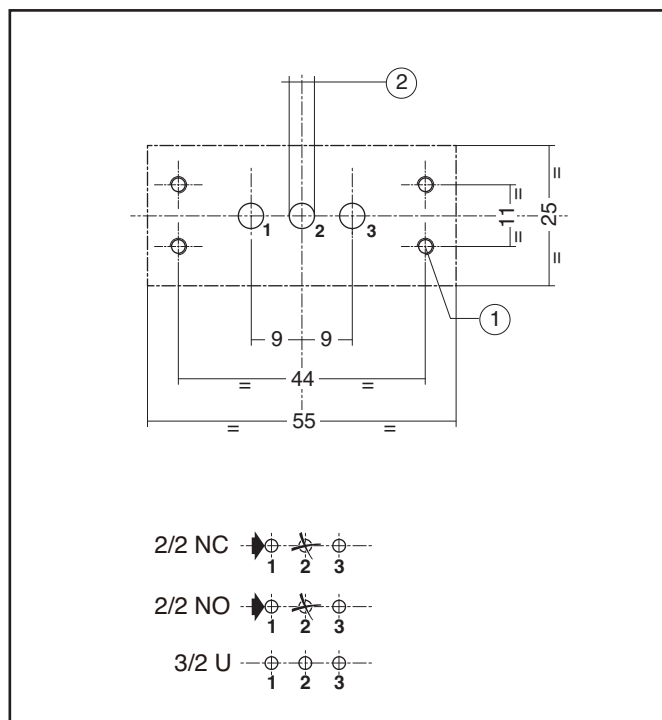 2
1 2 3
11
25
=
=
=
=
1
9 9
= 44 =
= 55 =
2/2 NC
1 2 3
2/2 NO
1 2 3
3/2 U
1 2 3